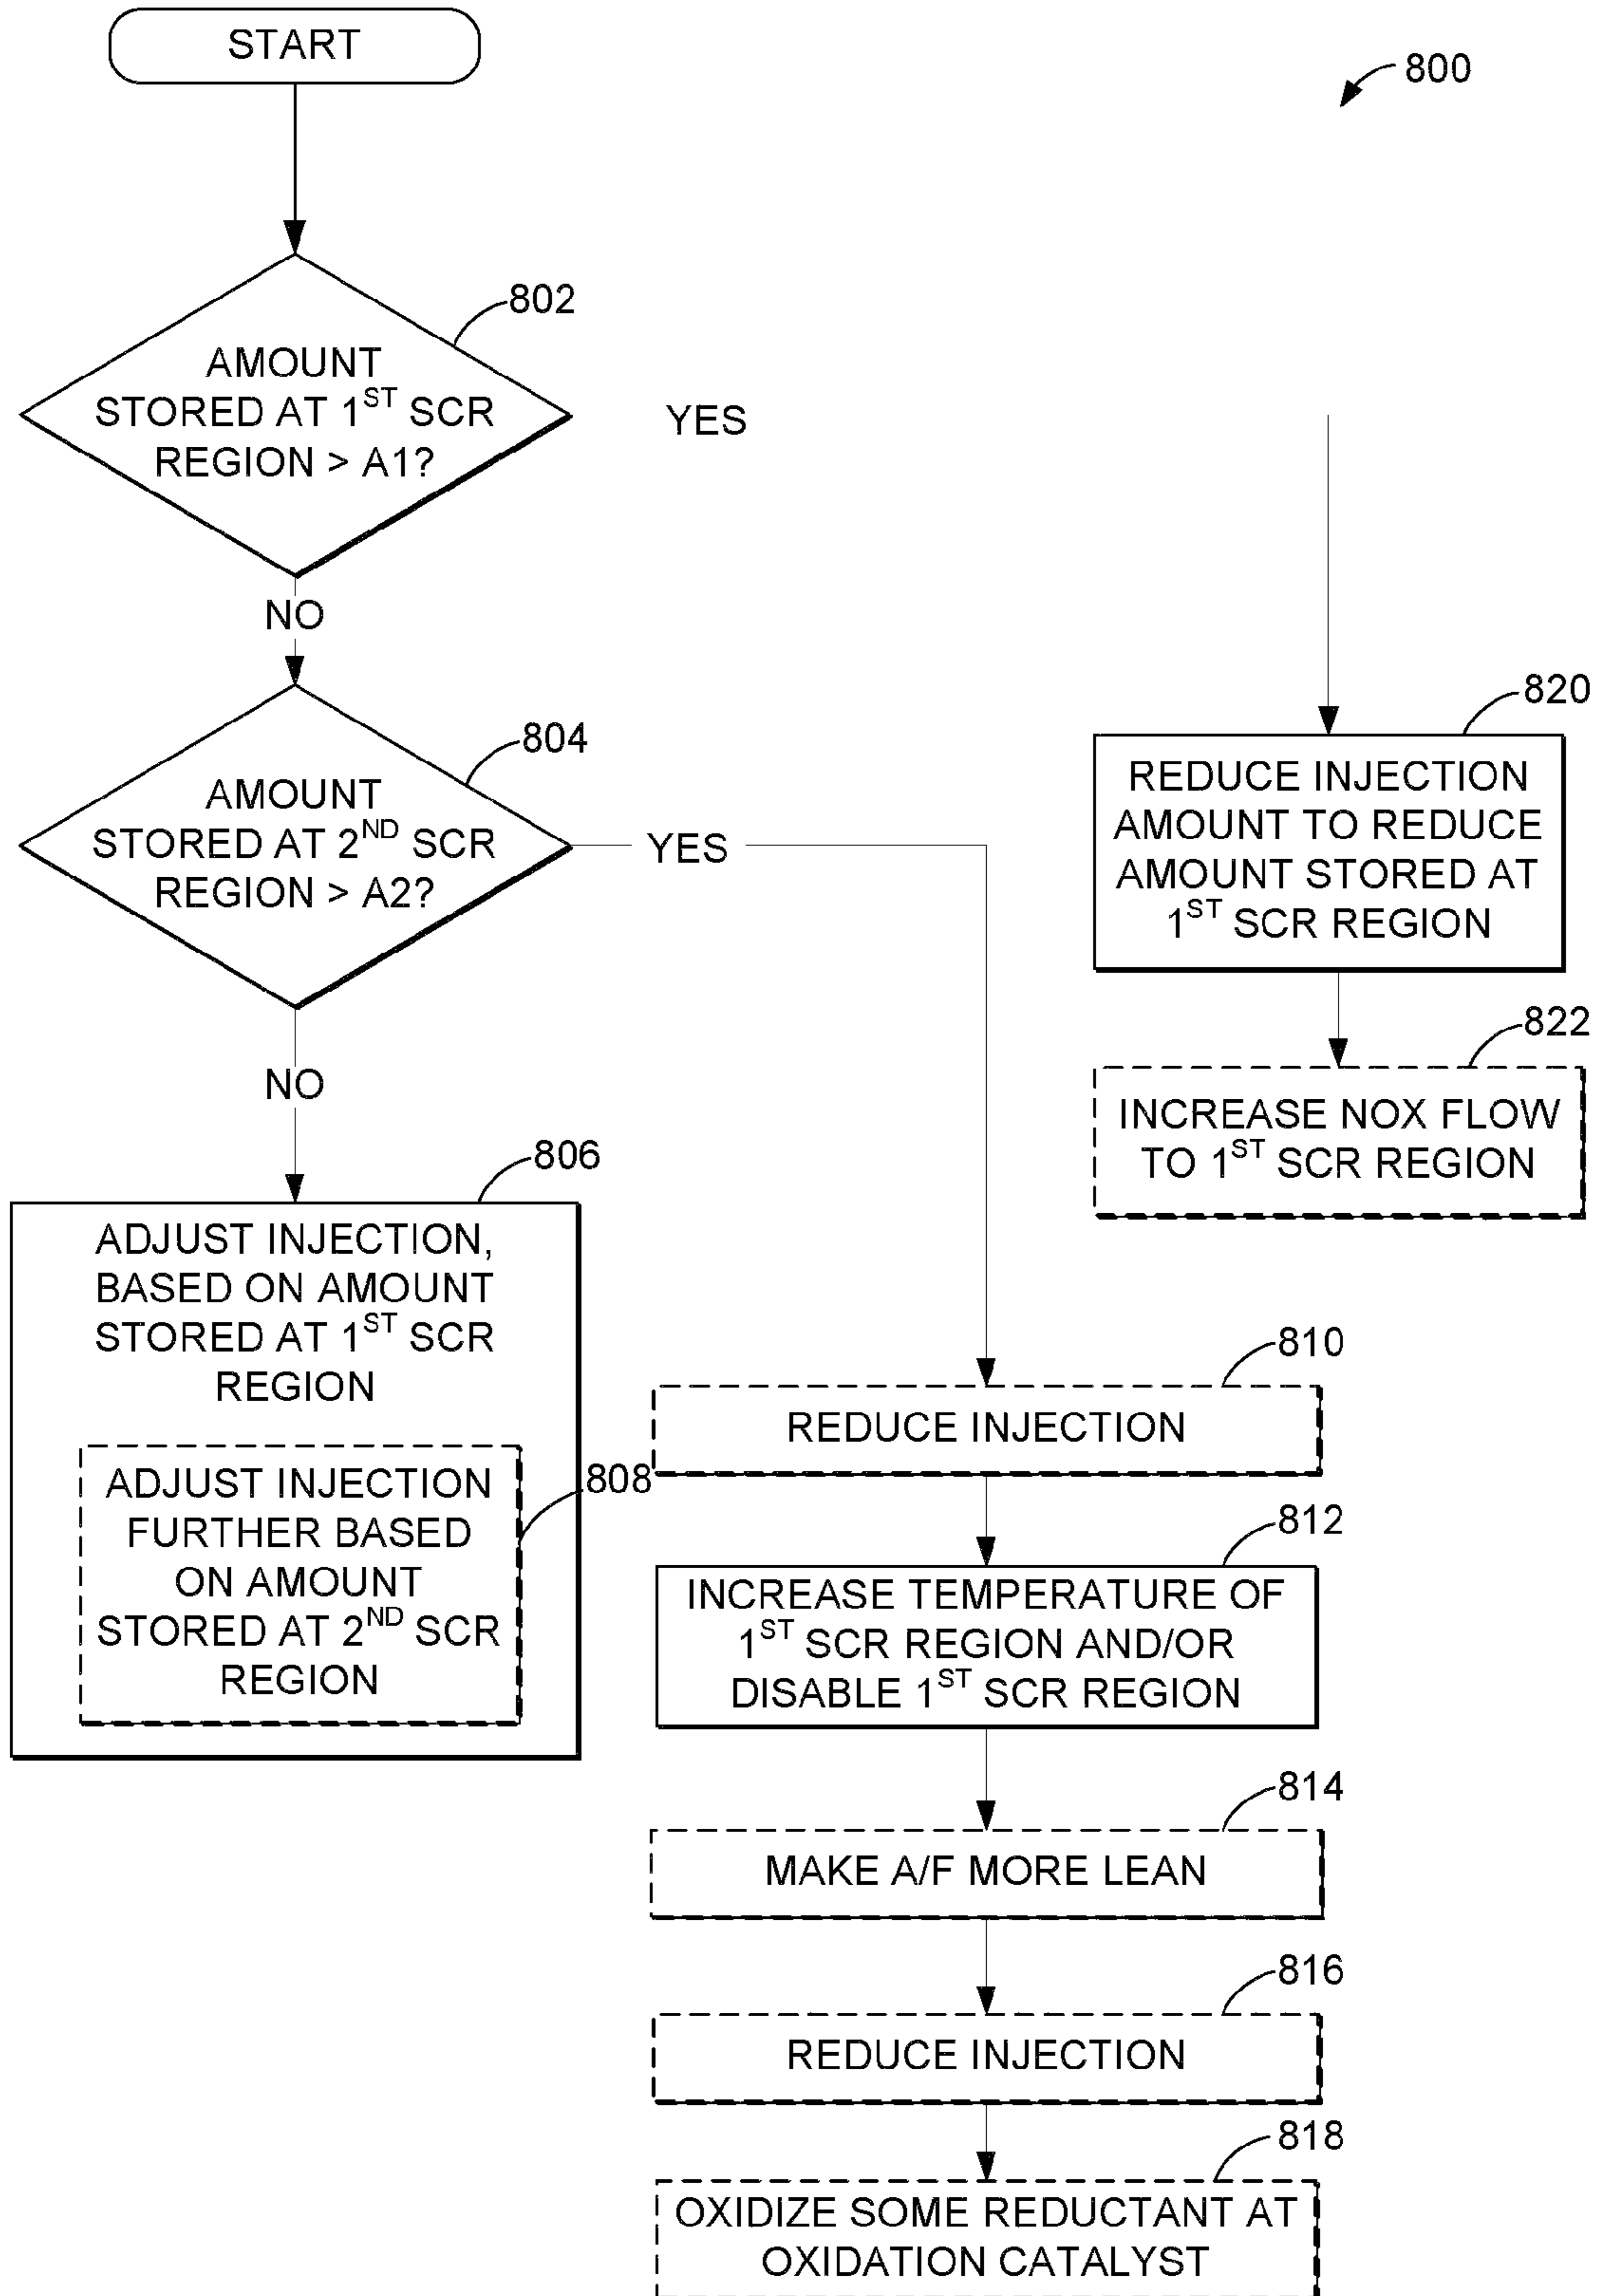 START
800
802
AMOUNT
STORED AT 1ST SCR
REGION > A1?
YES
NO
804
AMOUNT
STORED AT 2ND SCR
REGION > A2?
YES
NO
820
REDUCE INJECTION
AMOUNT TO REDUCE
AMOUNT STORED AT
1ST SCR REGION
822
INCREASE NOX FLOW
TO 1ST SCR REGION
806
ADJUST INJECTION,
BASED ON AMOUNT
STORED AT 1ST SCR
REGION
808
ADJUST INJECTION
FURTHER BASED
ON AMOUNT
STORED AT 2ND SCR
REGION
810
REDUCE INJECTION
812
INCREASE TEMPERATURE OF
1ST SCR REGION AND/OR
DISABLE 1ST SCR REGION
814
MAKE A/F MORE LEAN
816
REDUCE INJECTION
818
OXIDIZE SOME REDUCTANT AT
OXIDATION CATALYST